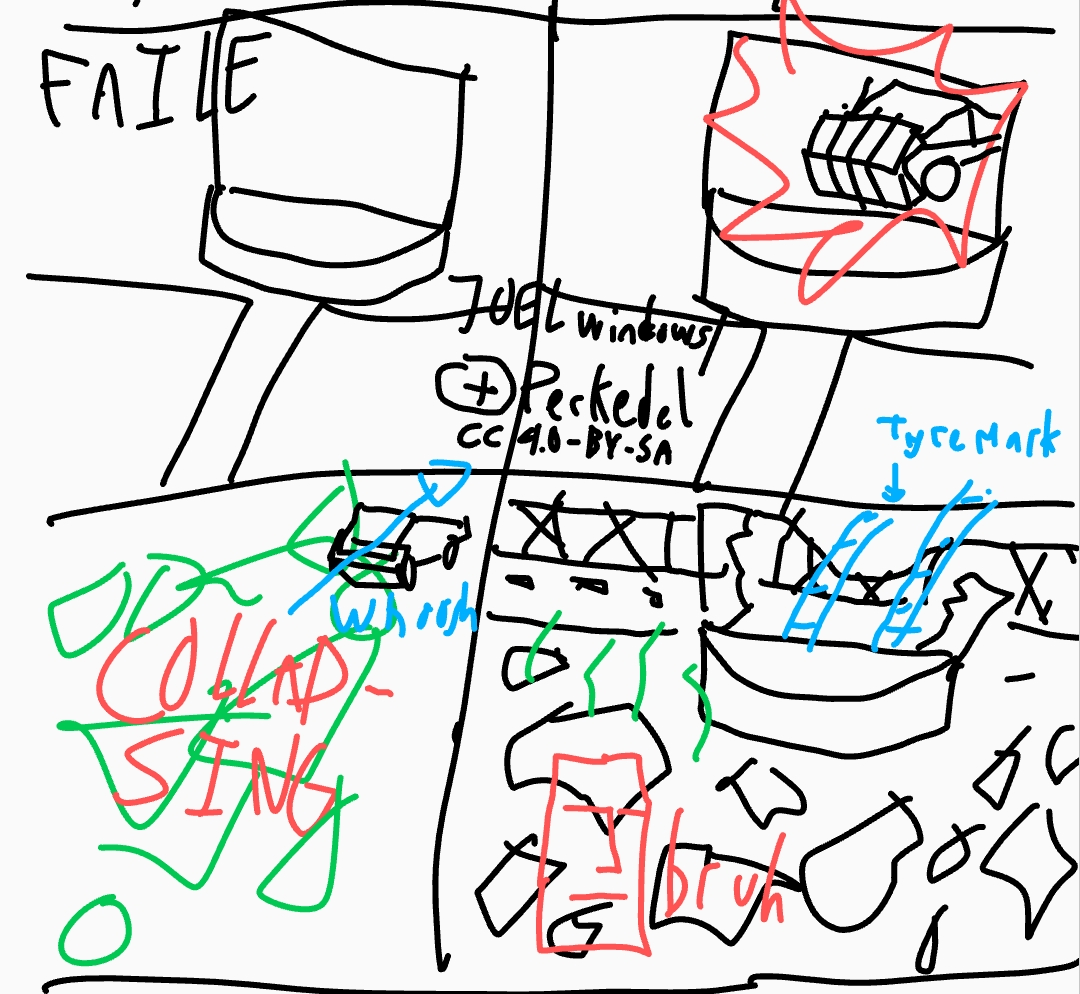 FAILE
JOEL windows
(+) Perkedel
CC 4.0-BY-SA
Tyre Mark
Whoosh
COLLAP-
SING
bruh